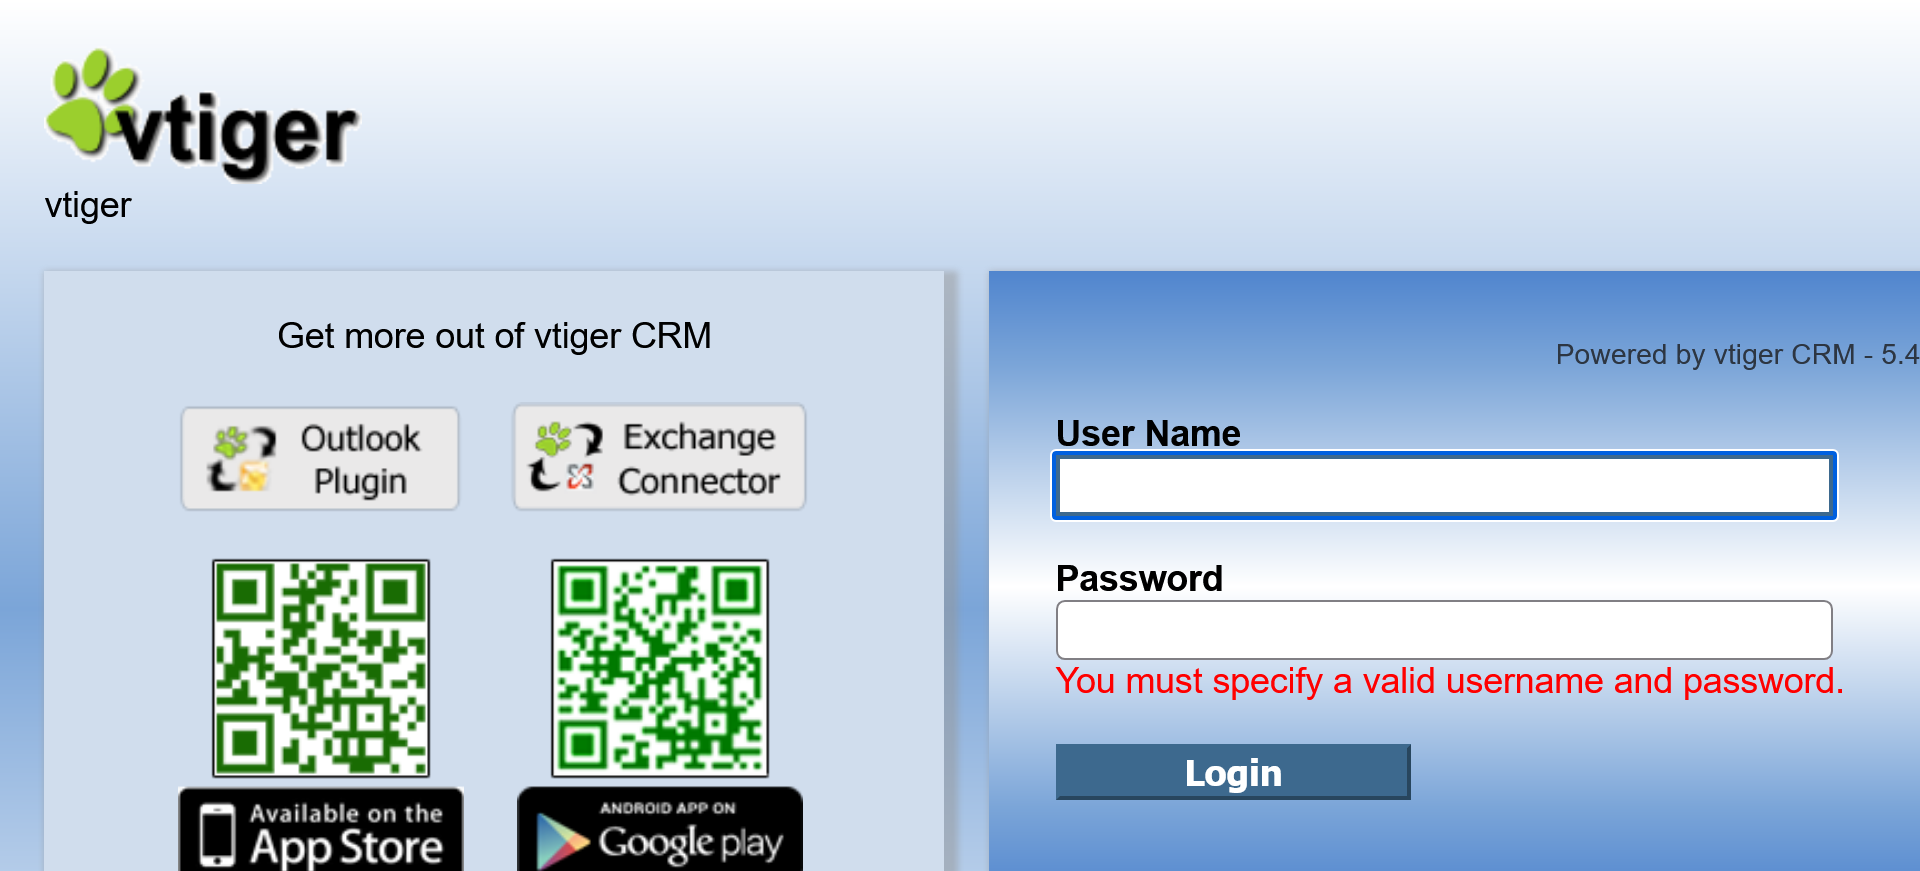 vtiger
vtiger
Get more out of vtiger CRM
Outlook
Plugin
Exchange
Connector
Available on the
App Store
ANDROID APP ON
Google play
Powered by vtiger CRM - 5.4
User Name
Password
You must specify a valid username and password.
Login